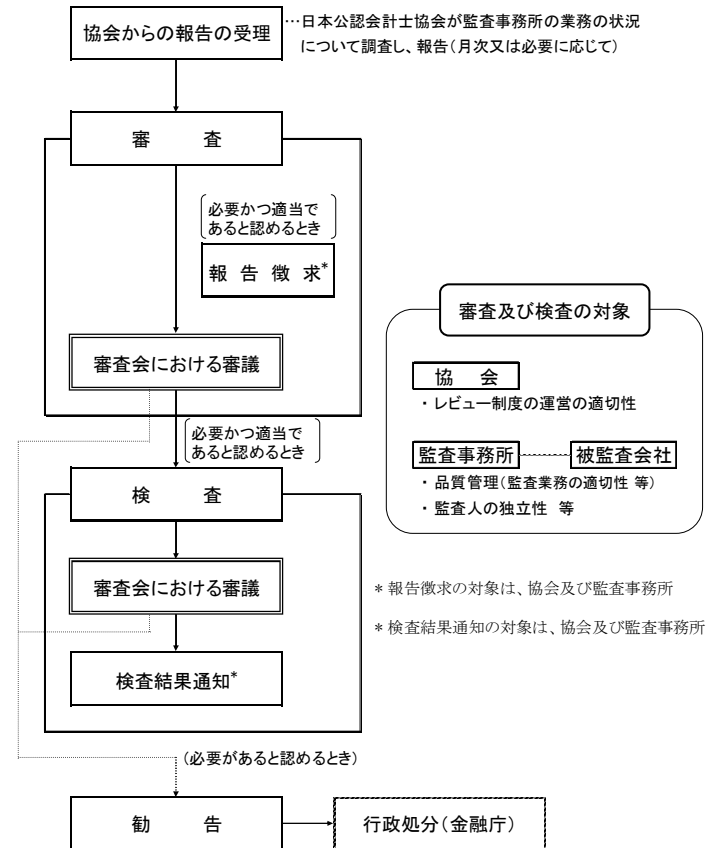 協会からの報告の受理
…日本公認会計士協会が監査事務所の業務の状況
について調査し、報告（月次又は必要に応じて）
審　査
必要かつ適当で
あると認めるとき
報 告 徴 求*
審査会における審議
必要かつ適当で
あると認めるとき
検　査
審査会における審議
検査結果通知*
（必要があると認めるとき）
勧　告
行政処分（金融庁）
審査及び検査の対象
協　会
・レビュー制度の運営の適切性
監査事務所
被監査会社
・品質管理（監査業務の適切性 等）
・監査人の独立性 等
＊報告徴求の対象は、協会及び監査事務所
＊検査結果通知の対象は、協会及び監査事務所